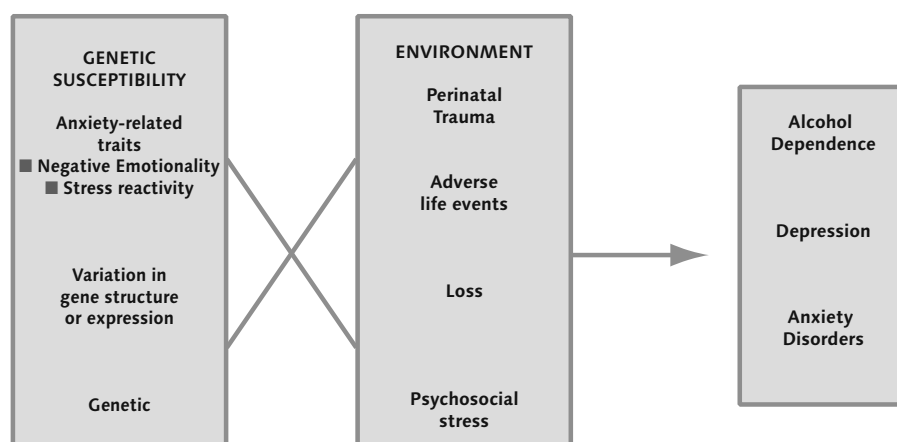 GENETIC
SUSCEPTIBILITY
Anxiety-related
traits
■ Negative Emotionality
■ Stress reactivity
Variation in
gene structure
or expression
Genetic
ENVIRONMENT
Perinatal
Trauma
Adverse
life events
Loss
Psychosocial
stress
Alcohol
Dependence
Depression
Anxiety
Disorders